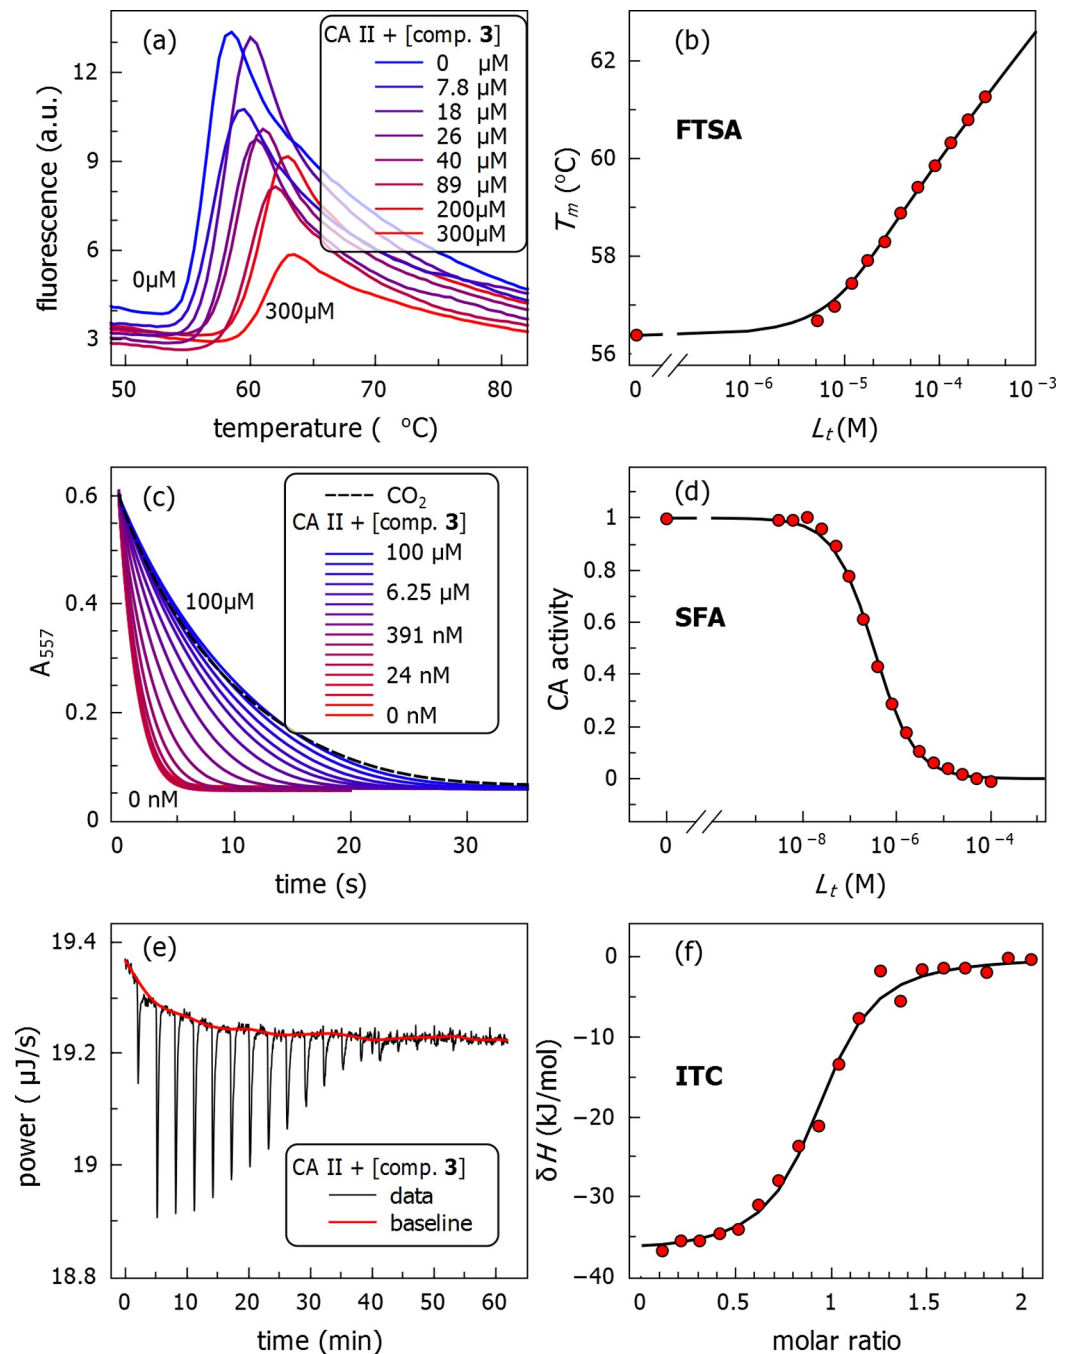 (a)
CA II + [comp. 3]
0 μM
7.8 μM
18 μM
26 μM
40 μM
89 μM
200μM
300μM
0μM
300μM
12
9
6
3
50 60 70 80
fluorescence (a.u.)
temperature ( °C)
(b)
FTSA
62
60
58
56
0 10⁻⁶ 10⁻⁵ 10⁻⁴ 10⁻³
Tm (°C)
Lt (M)
(c)
CO₂
CA II + [comp. 3]
100 μM
6.25 μM
391 nM
24 nM
0 nM
100μM
0 nM
0.6
0.4
0.2
0
0 10 20 30
A557
time (s)
(d)
SFA
1
0.8
0.6
0.4
0.2
0
0 10⁻⁸ 10⁻⁶ 10⁻⁴
CA activity
Lt (M)
(e)
19.4
19.2
19
18.8
0 10 20 30 40 50 60
CA II + [comp. 3]
data
baseline
power ( μJ/s)
time (min)
(f)
ITC
0
−10
−20
−30
−40
0 0.5 1 1.5 2
δH (kJ/mol)
molar ratio